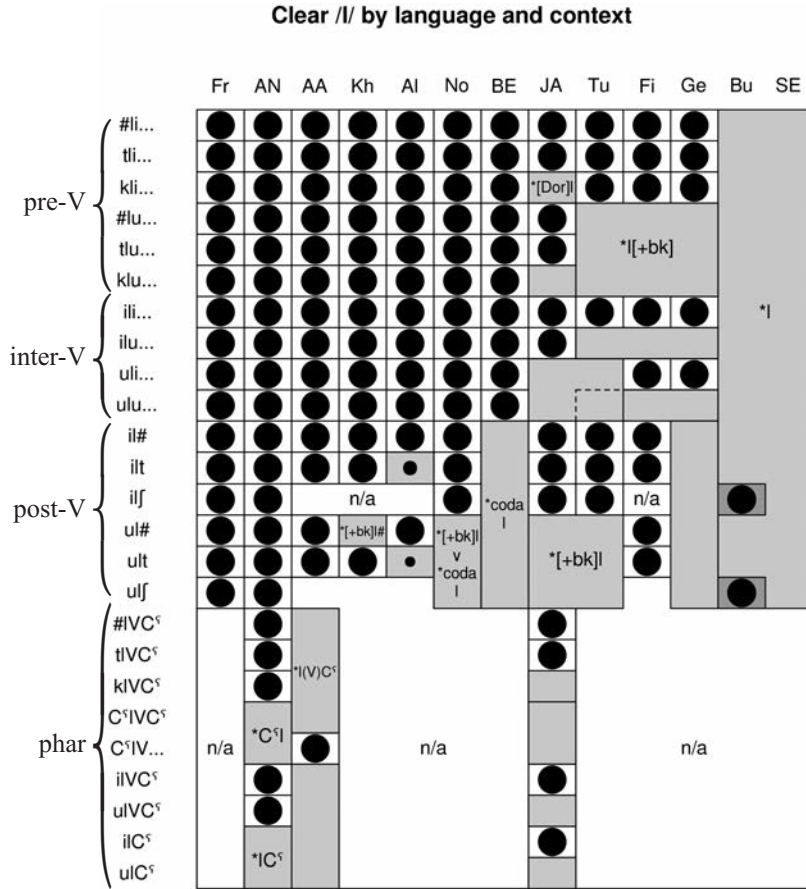 Clear /l/ by language and context
Fr AN AA Kh Al No BE JA Tu Fi Ge Bu SE
pre-V
#li...
tli...
kli... *[Dor]l
#lu...
tlu... *l[+bk]
klu...
inter-V
ili... *l
ilu...
uli...
ulu...
post-V
il#
ilt
ilʃ n/a *coda l n/a
ul# *[+bk]l#
ult *[+bk]l v *coda l *[+bk]l
ulʃ
phar
#lVCˤ
tlVCˤ *l(V)Cˤ
klVCˤ
CˤlVCˤ
CˤlV... n/a *Cˤl n/a n/a
ilVCˤ
ulVCˤ
ilCˤ
ulCˤ *lCˤ